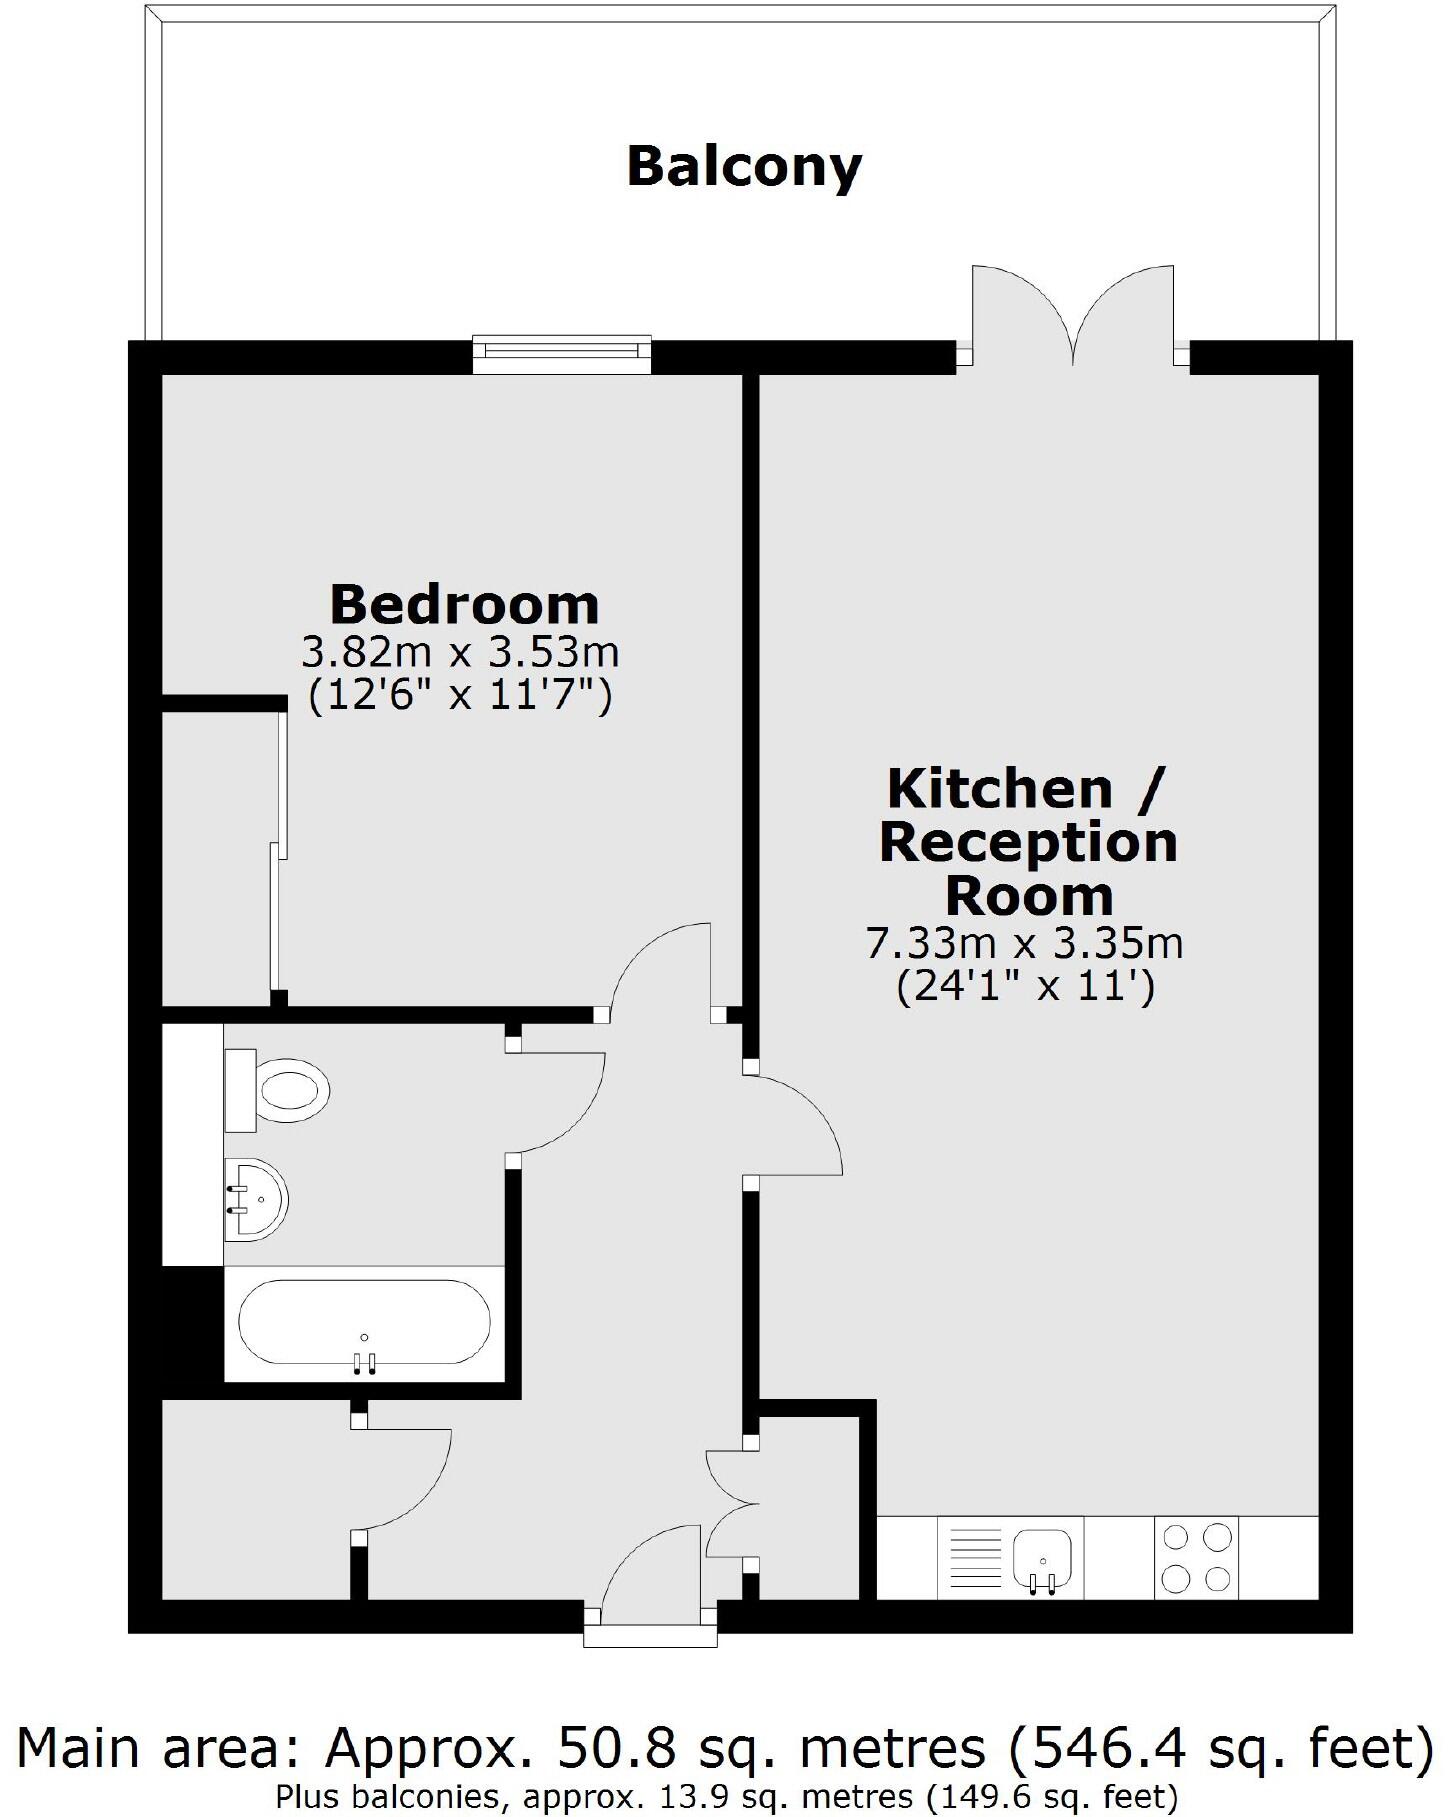 Balcony
Bedroom
3.82m x 3.53m
(12'6" x 11'7")
Kitchen /
Reception
Room
7.33m x 3.35m
(24'1" x 11')
Main area: Approx. 50.8 sq. metres (546.4 sq. feet)
Plus balconies, approx. 13.9 sq. metres (149.6 sq. feet)